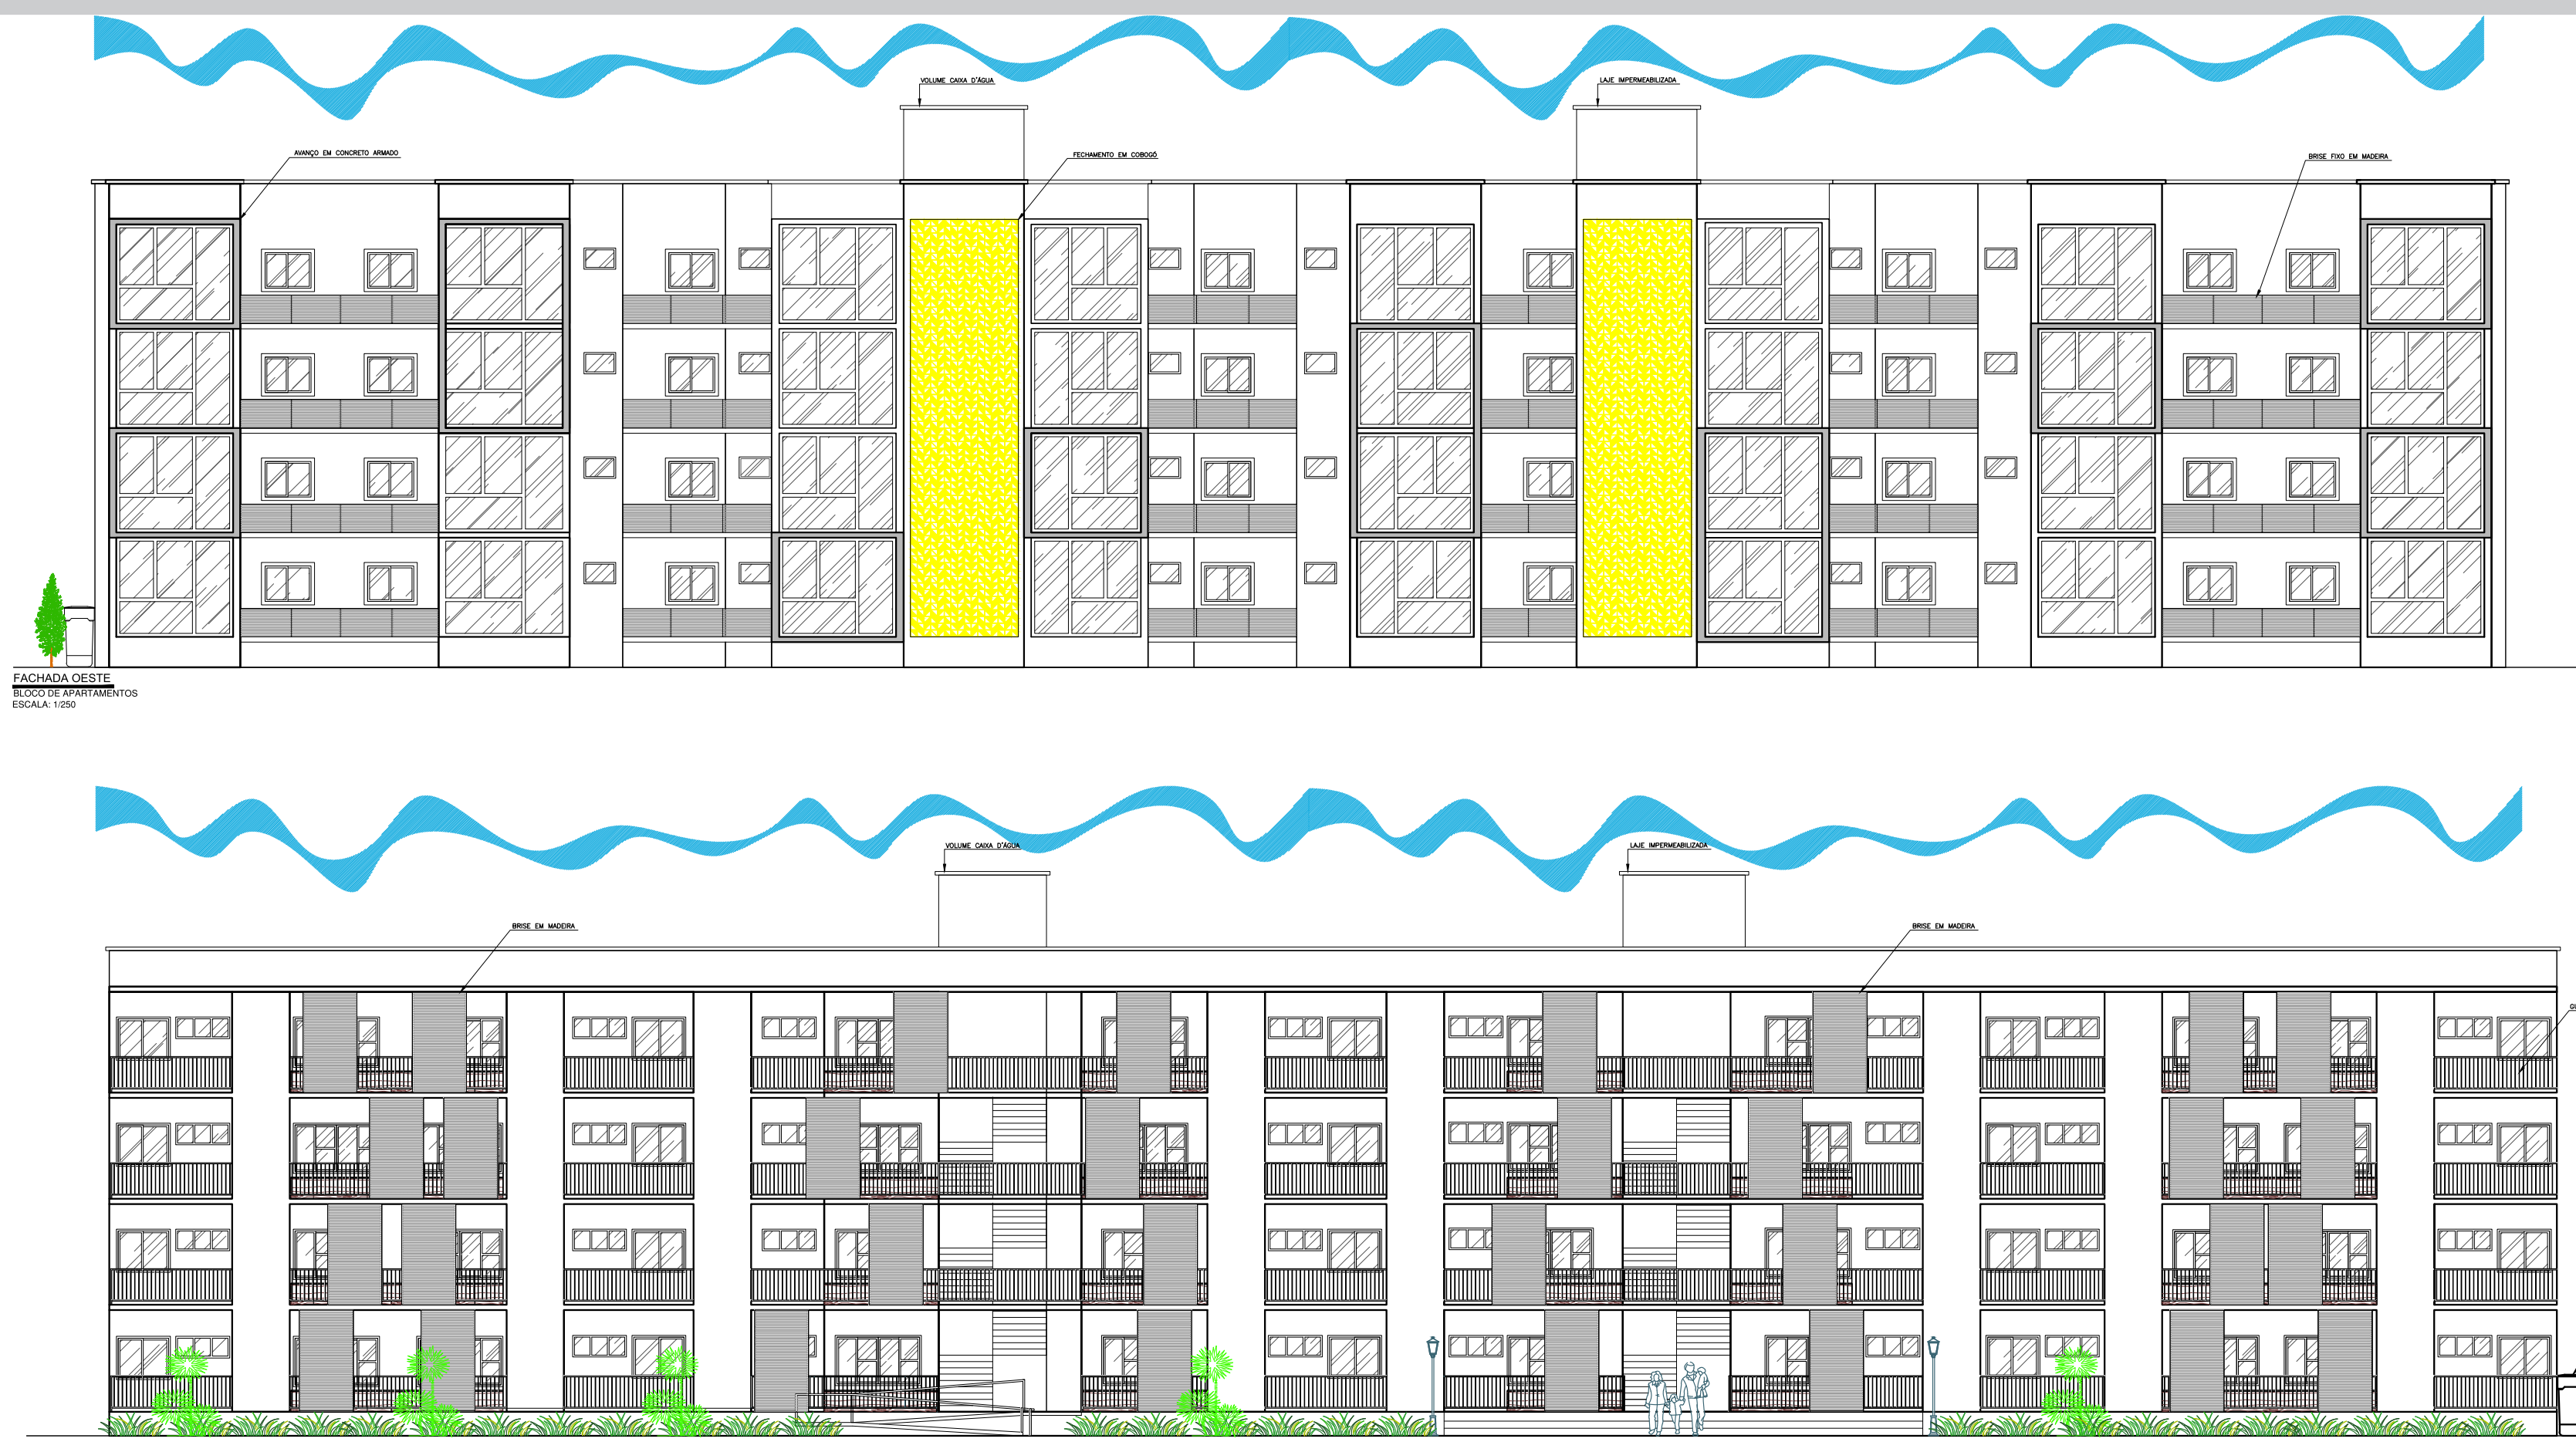 VOLUME CAIXA D'ÁGUA
LAJE IMPERMEABILIZADA
AVANÇO EM CONCRETO ARMADO
FECHAMENTO EM COBOGÓ
BRISE FIXO EM MADEIRA
FACHADA OESTE
BLOCO DE APARTAMENTOS
ESCALA: 1/250
VOLUME CAIXA D'ÁGUA
LAJE IMPERMEABILIZADA
BRISE EM MADEIRA
BRISE EM MADEIRA